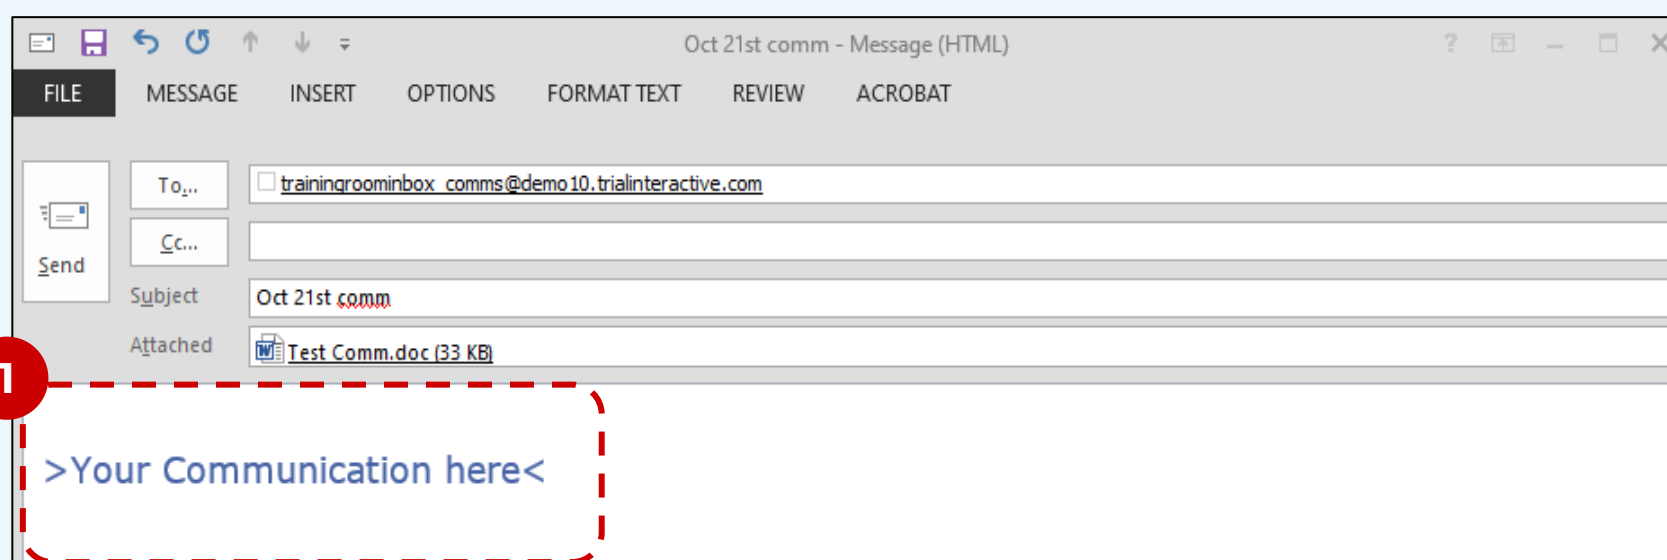 Oct 21st comm - Message (HTML)
?
FILE MESSAGE INSERT OPTIONS FORMAT TEXT REVIEW ACROBAT
To... trainingroominbox_comms@demo10.trialinteractive.com
Cc...
Send
Subject Oct 21st comm
Attached Test Comm.doc (33 KB)
1
>Your Communication here<